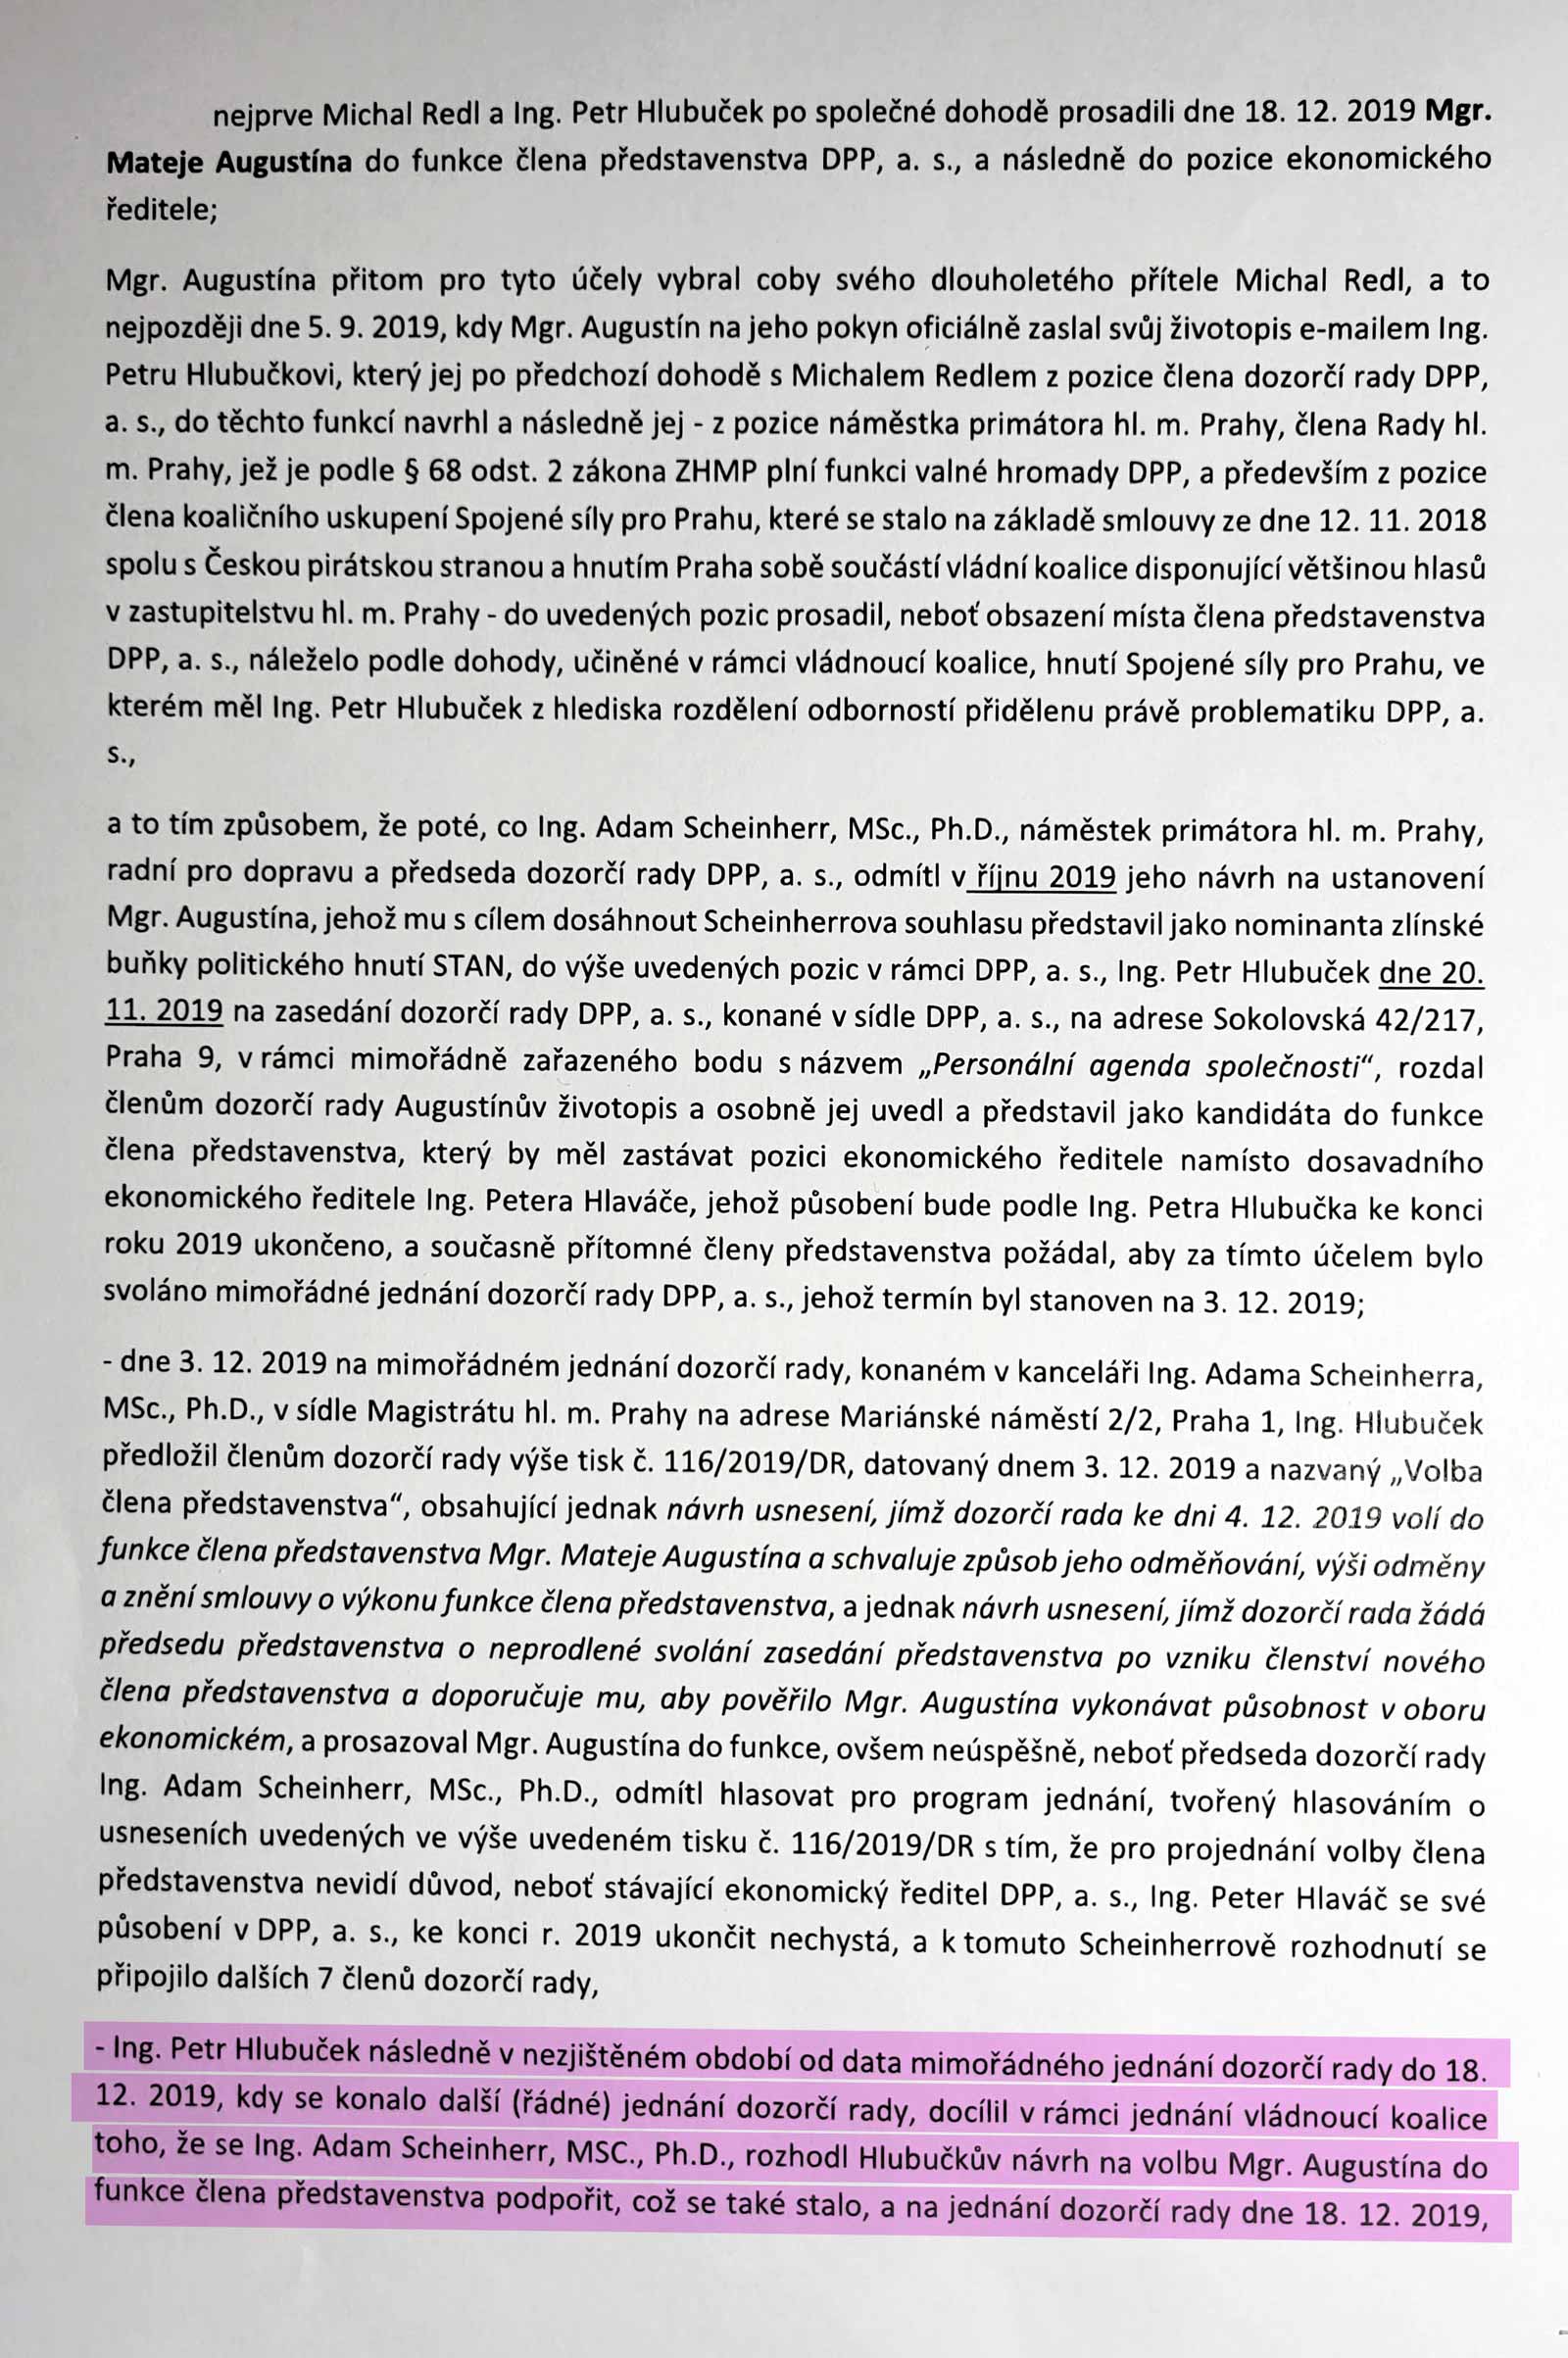 nejprve Michal Redl a Ing. Petr Hlubuček po společné dohodě prosadili dne 18. 12. 2019 Mgr.
Mateje Augustína do funkce člena představenstva DPP, a. s., a následně do pozice ekonomického
ředitele;
Mgr. Augustína přitom pro tyto účely vybral coby svého dlouholetého přítele Michal Redl, a to
nejpozději dne 5. 9. 2019, kdy Mgr. Augustín na jeho pokyn oficiálně zaslal svůj životopis e-mailem Ing.
Petru Hlubučkovi, který jej po předchozí dohodě s Michalem Redlem z pozice člena dozorčí rady DPP,
a. s., do těchto funkcí navrhl a následně jej - z pozice náměstka primátora hl. m. Prahy, člena Rady hl.
m. Prahy, jež je podle § 68 odst. 2 zákona ZHMP plní funkci valné hromady DPP, a především z pozice
člena koaličního uskupení Spojené síly pro Prahu, které se stalo na základě smlouvy ze dne 12. 11. 2018
spolu s Českou pirátskou stranou a hnutím Praha sobě součástí vládní koalice disponující většinou hlasů
v zastupitelstvu hl. m. Prahy - do uvedených pozic prosadil, neboť obsazení místa člena představenstva
DPP, a. s., náleželo podle dohody, učiněné v rámci vládnoucí koalice, hnutí Spojené síly pro Prahu, ve
kterém měl Ing. Petr Hlubuček z hlediska rozdělení odborností přidělenu právě problematiku DPP, a.
s.,
a to tím způsobem, že poté, co Ing. Adam Scheinherr, MSc., Ph.D., náměstek primátora hl. m. Prahy,
radní pro dopravu a předseda dozorčí rady DPP, a. s., odmítl v říjnu 2019 jeho návrh na ustanovení
Mgr. Augustína, jehož mu s cílem dosáhnout Scheinherrova souhlasu představil jako nominanta zlínské
buňky politického hnutí STAN, do výše uvedených pozic v rámci DPP, a. s., Ing. Petr Hlubuček dne 20.
11. 2019 na zasedání dozorčí rady DPP, a. s., konané v sídle DPP, a. s., na adrese Sokolovská 42/217,
Praha 9, v rámci mimořádně zařazeného bodu s názvem „Personální agenda společnosti“, rozdal
členům dozorčí rady Augustínův životopis a osobně jej uvedl a představil jako kandidáta do funkce
člena představenstva, který by měl zastávat pozici ekonomického ředitele namísto dosavadního
ekonomického ředitele Ing. Petera Hlaváče, jehož působení bude podle Ing. Petra Hlubučka ke konci
roku 2019 ukončeno, a současně přítomné členy představenstva požádal, aby za tímto účelem bylo
svoláno mimořádné jednání dozorčí rady DPP, a. s., jehož termín byl stanoven na 3. 12. 2019;
- dne 3. 12. 2019 na mimořádném jednání dozorčí rady, konaném v kanceláři Ing. Adama Scheinherra,
MSc., Ph.D., v sídle Magistrátu hl. m. Prahy na adrese Mariánské náměstí 2/2, Praha 1, Ing. Hlubuček
předložil členům dozorčí rady výše tisk č. 116/2019/DR, datovaný dnem 3. 12. 2019 a nazvaný „Volba
člena představenstva“, obsahující jednak návrh usnesení, jímž dozorčí rada ke dni 4. 12. 2019 volí do
funkce člena představenstva Mgr. Mateje Augustína a schvaluje způsob jeho odměňování, výši odměny
a znění smlouvy o výkonu funkce člena představenstva, a jednak návrh usnesení, jímž dozorčí rada žádá
předsedu představenstva o neprodlené svolání zasedání představenstva po vzniku členství nového
člena představenstva a doporučuje mu, aby pověřilo Mgr. Augustína vykonávat působnost v oboru
ekonomickém, a prosazoval Mgr. Augustína do funkce, ovšem neúspěšně, neboť předseda dozorčí rady
Ing. Adam Scheinherr, MSc., Ph.D., odmítl hlasovat pro program jednání, tvořený hlasováním o
usneseních uvedených ve výše uvedeném tisku č. 116/2019/DR s tím, že pro projednání volby člena
představenstva nevidí důvod, neboť stávající ekonomický ředitel DPP, a. s., Ing. Peter Hlaváč se své
působení v DPP, a. s., ke konci r. 2019 ukončit nechystá, a k tomuto Scheinherrově rozhodnutí se
připojilo dalších 7 členů dozorčí rady,
- Ing. Petr Hlubuček následně v nezjištěném období od data mimořádného jednání dozorčí rady do 18.
12. 2019, kdy se konalo další (řádné) jednání dozorčí rady, docílil v rámci jednání vládnoucí koalice
toho, že se Ing. Adam Scheinherr, MSC., Ph.D., rozhodl Hlubučkův návrh na volbu Mgr. Augustína do
funkce člena představenstva podpořit, což se také stalo, a na jednání dozorčí rady dne 18. 12. 2019,